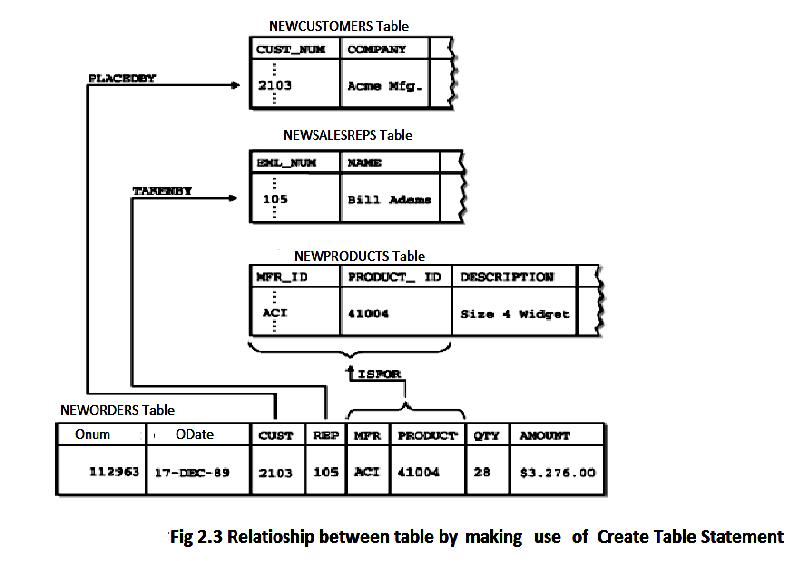 NEWCUSTOMERS Table
CUST_NUM COMPANY
2103 Acme Mfg.
PLACEDBY
NEWSALESREPS Table
EML_NUM NAME
105 Bill Adams
TAKENBY
NEWPRODUCTS Table
MFR_ID PRODUCT_ ID DESCRIPTION
ACI 41004 Size 4 Widget
ISFOR
NEWORDERS Table
Onum ODate CUST REP MFR PRODUCT QTY AMOUNT
112963 17-DEC-89 2103 105 ACI 41004 28 $3.276.00
Fig 2.3 Relatioship between table by making use of Create Table Statement